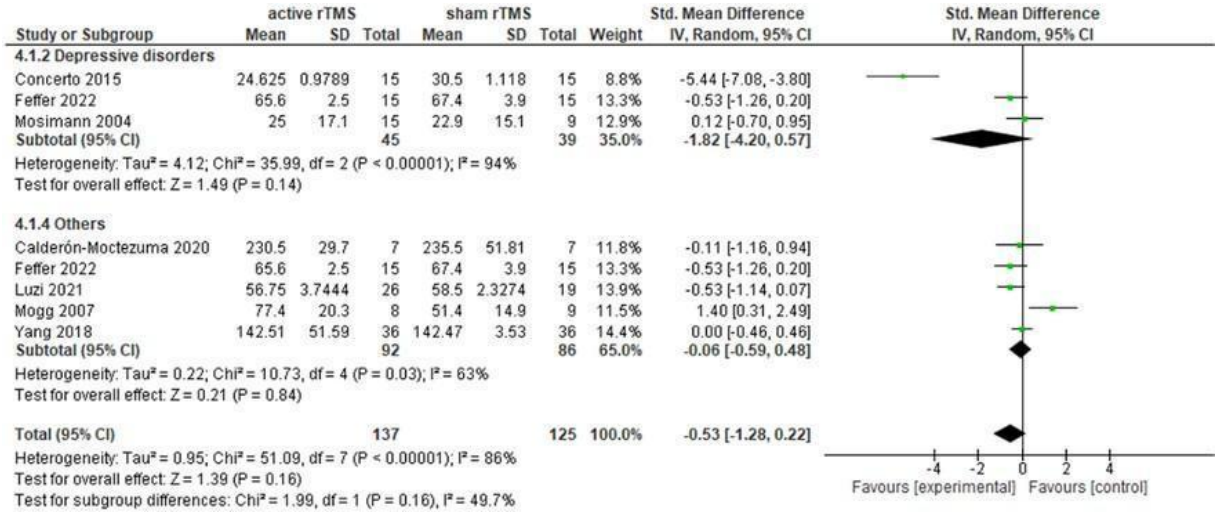 active rTMS sham rTMS Std. Mean Difference Std. Mean Difference
Study or Subgroup Mean SD Total Mean SD Total Weight IV, Random, 95% CI IV, Random, 95% CI
4.1.2 Depressive disorders
Concerto 2015 24.625 0.9789 15 30.5 1.118 15 8.8% -5.44 [-7.08, -3.80]
Feffer 2022 65.6 2.5 15 67.4 3.9 15 13.3% -0.53 [-1.26, 0.20]
Mosimann 2004 25 17.1 15 22.9 15.1 9 12.9% 0.12 [-0.70, 0.95]
Subtotal (95% CI) 45 39 35.0% -1.82 [-4.20, 0.57]
Heterogeneity: Tau² = 4.12; Chi² = 35.99, df = 2 (P < 0.00001); I² = 94%
Test for overall effect: Z = 1.49 (P = 0.14)
4.1.4 Others
Calderón-Moctezuma 2020 230.5 29.7 7 235.5 51.81 7 11.8% -0.11 [-1.16, 0.94]
Feffer 2022 65.6 2.5 15 67.4 3.9 15 13.3% -0.53 [-1.26, 0.20]
Luzi 2021 56.75 3.7444 26 58.5 2.3274 19 13.9% -0.53 [-1.14, 0.07]
Mogg 2007 77.4 20.3 8 51.4 14.9 9 11.5% 1.40 [0.31, 2.49]
Yang 2018 142.51 51.59 36 142.47 3.53 36 14.4% 0.00 [-0.46, 0.46]
Subtotal (95% CI) 92 86 65.0% -0.06 [-0.59, 0.48]
Heterogeneity: Tau² = 0.22; Chi² = 10.73, df = 4 (P = 0.03); I² = 63%
Test for overall effect: Z = 0.21 (P = 0.84)
Total (95% CI) 137 125 100.0% -0.53 [-1.28, 0.22]
Heterogeneity: Tau² = 0.95; Chi² = 51.09, df = 7 (P < 0.00001); I² = 86%
Test for overall effect: Z = 1.39 (P = 0.16)
Test for subgroup differences: Chi² = 1.99, df = 1 (P = 0.16), I² = 49.7%
-4 -2 0 2 4
Favours [experimental] Favours [control]